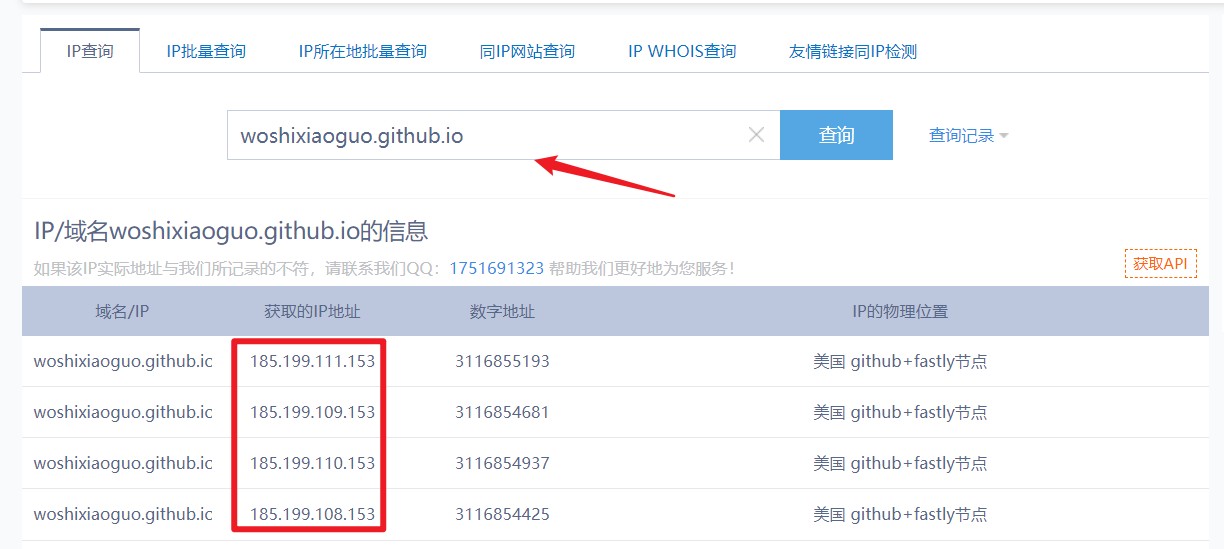 IP查询 IP批量查询 IP所在地批量查询 同IP网站查询 IP WHOIS查询 友情链接同IP检测
woshixiaoguo.github.io 查询 查询记录
IP/域名woshixiaoguo.github.io的信息
如果该IP实际地址与我们所记录的不符，请联系我们QQ：1751691323 帮助我们更好地为您服务！ 获取API
域名/IP 获取的IP地址 数字地址 IP的物理位置
woshixiaoguo.github.io 185.199.111.153 3116855193 美国 github+fastly节点
woshixiaoguo.github.io 185.199.109.153 3116854681 美国 github+fastly节点
woshixiaoguo.github.io 185.199.110.153 3116854937 美国 github+fastly节点
woshixiaoguo.github.io 185.199.108.153 3116854425 美国 github+fastly节点